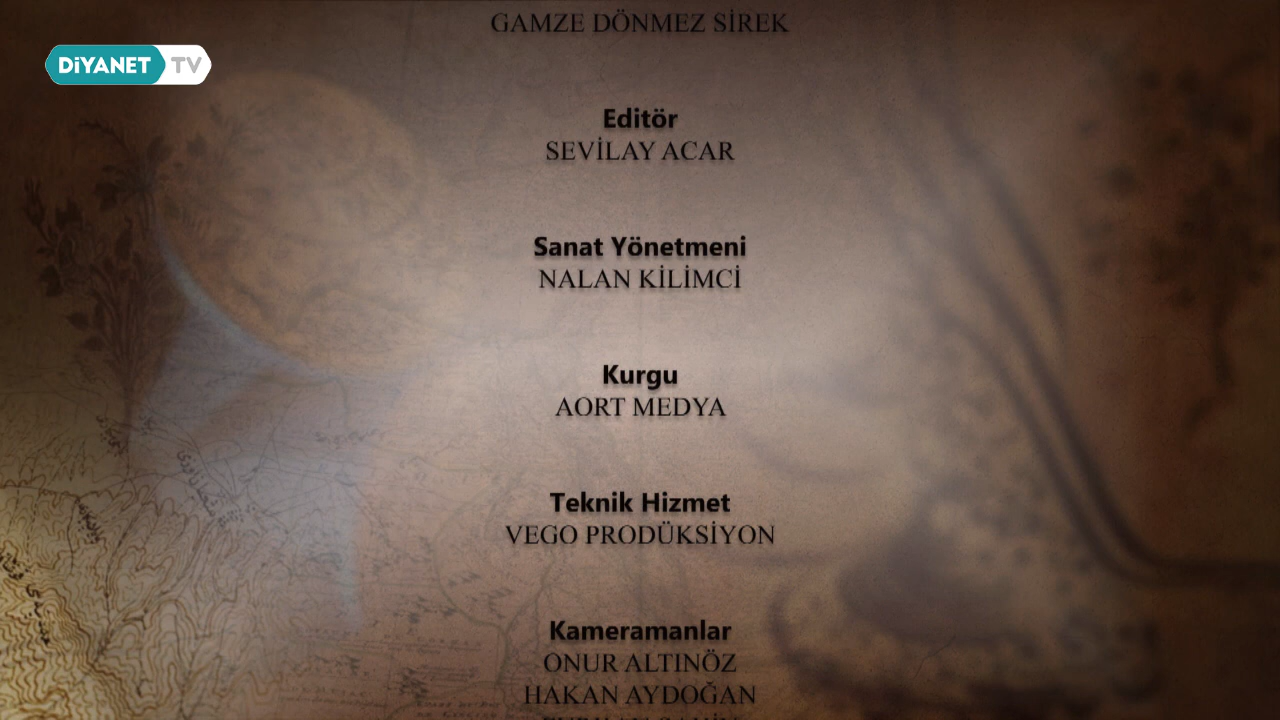 GAMZE DÖNMEZ SİREK
DİYANET TV
Editör
SEVİLAY ACAR
Sanat Yönetmeni
NALAN KİLİMCİ
Kurgu
AORT MEDYA
Teknik Hizmet
VEGO PRODÜKSİYON
Kameramanlar
ONUR ALTINÖZ
HAKAN AYDOĞAN